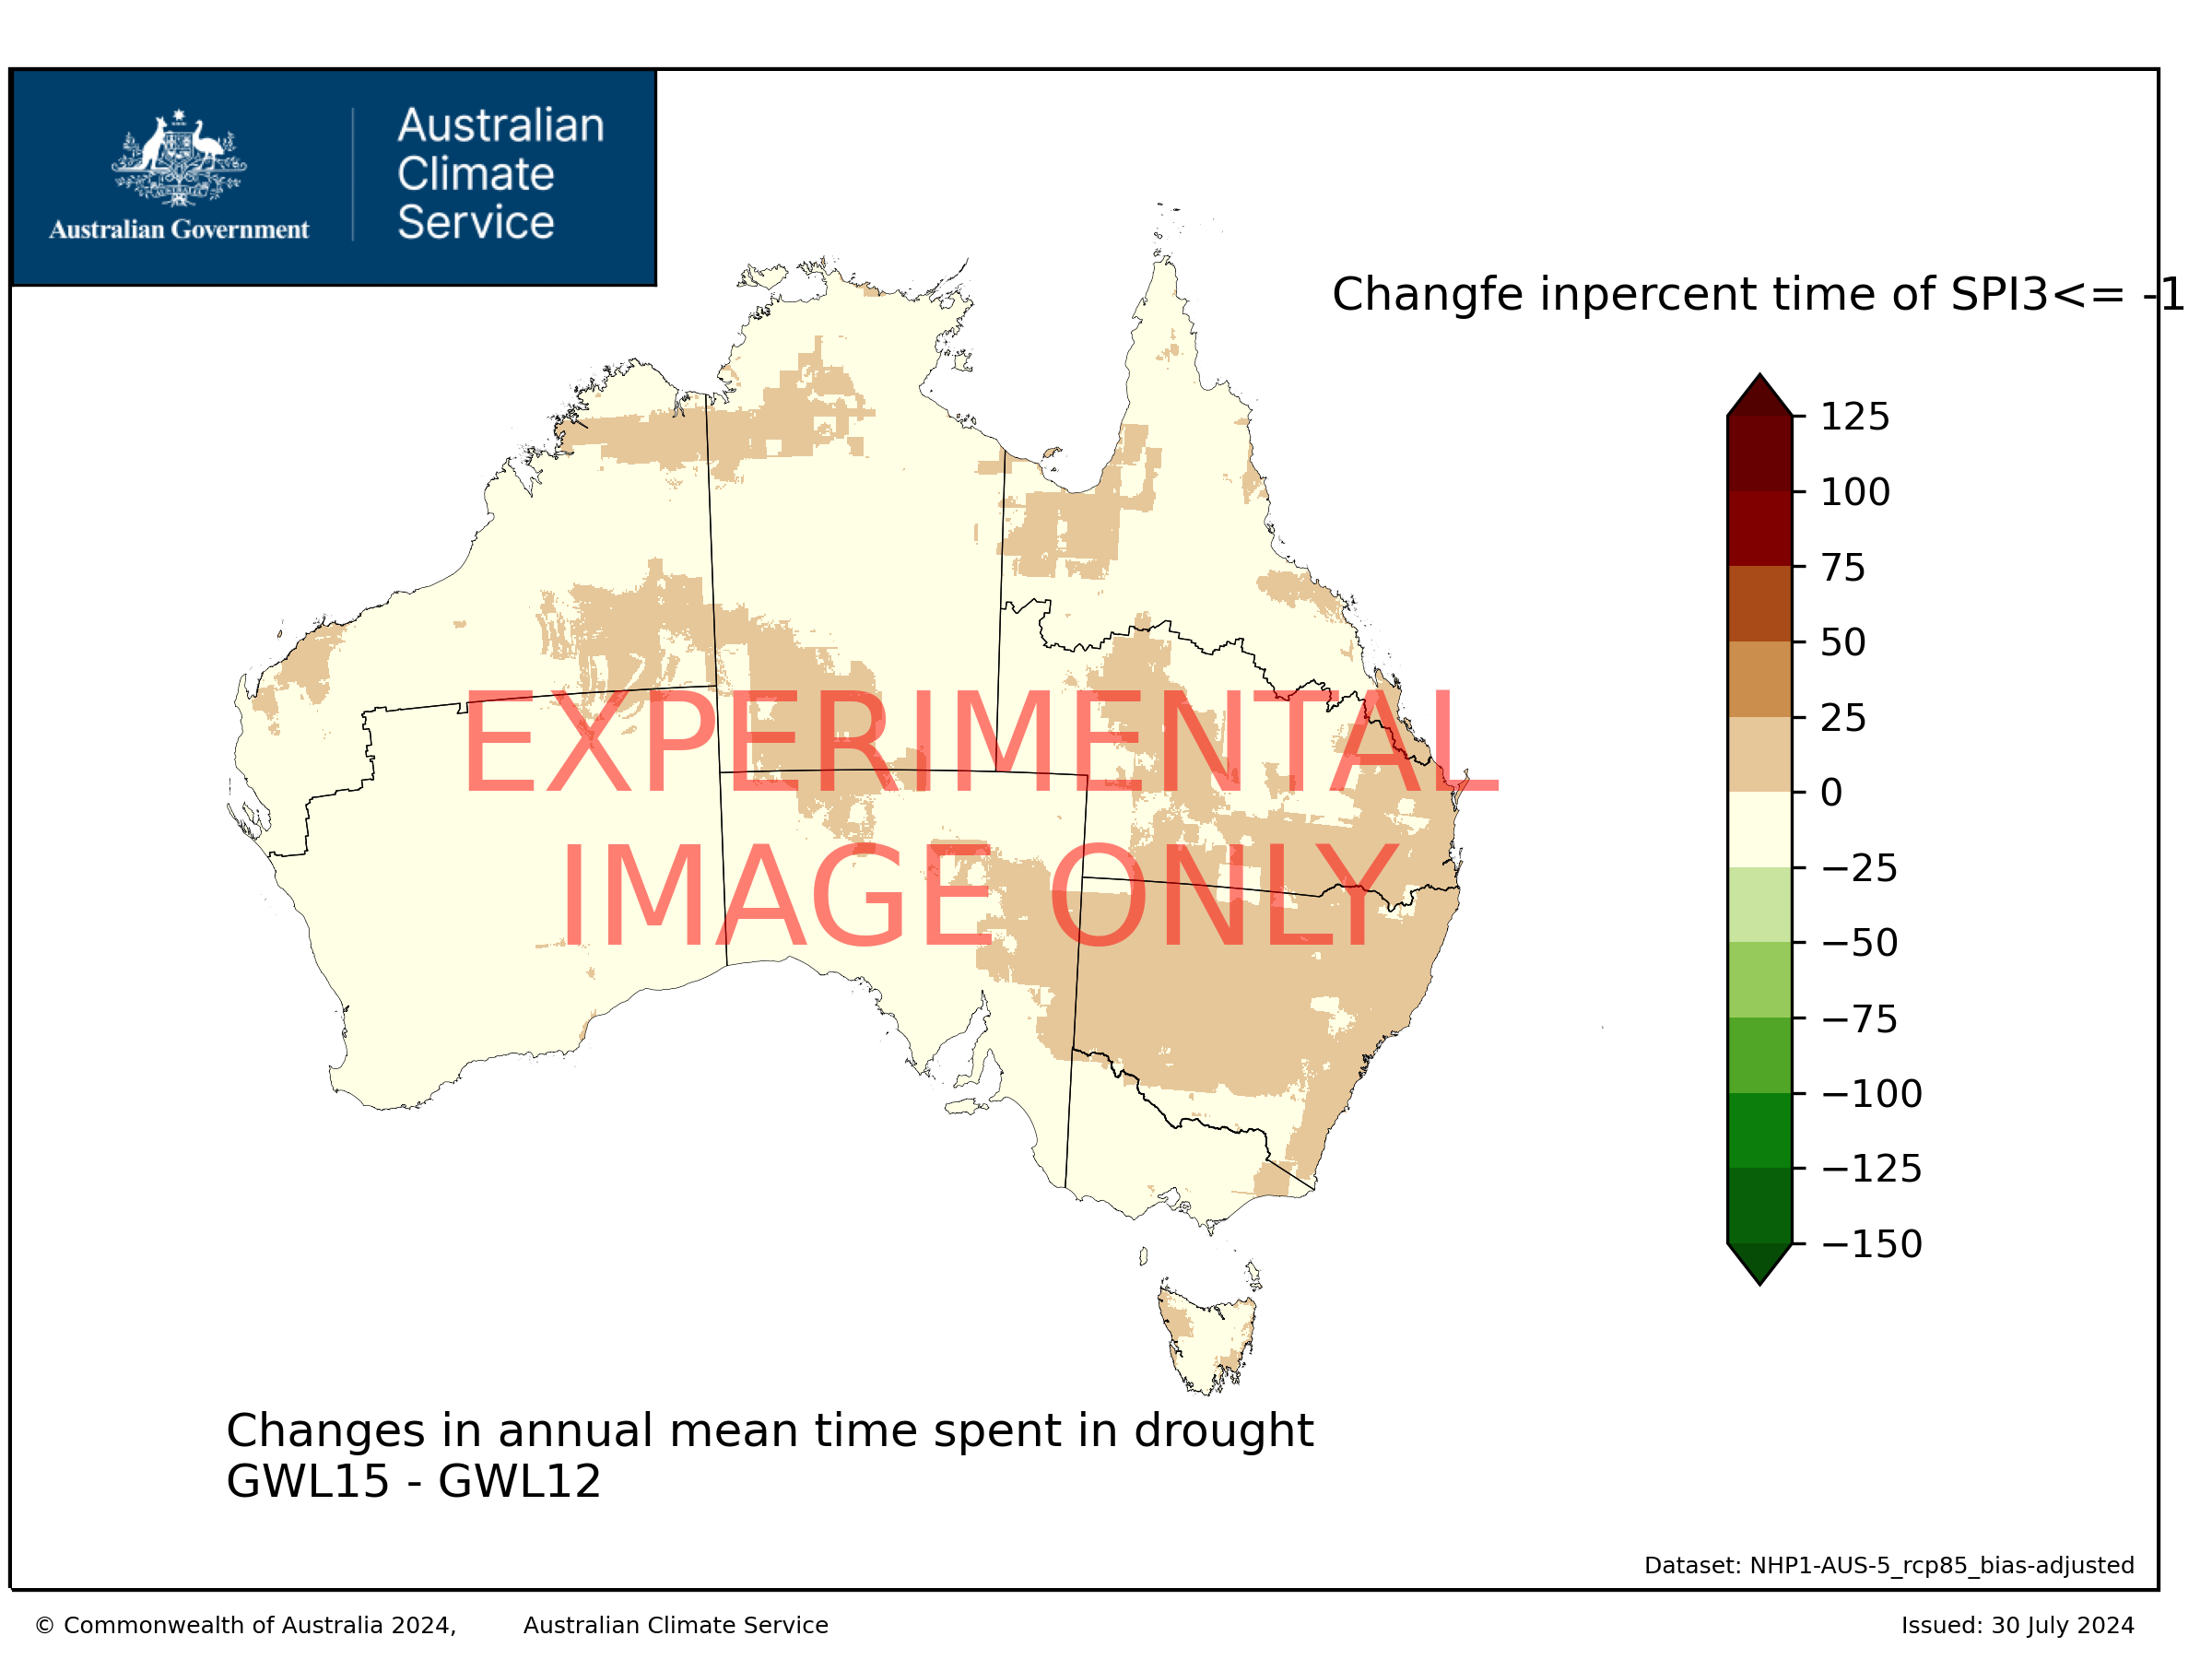 Australian Government
Australian
Climate
Service
Changfe inpercent time of SPI3<= -1
125
100
75
50
25
0
−25
−50
−75
−100
−125
−150
EXPERIMENTAL
IMAGE ONLY
Changes in annual mean time spent in drought
GWL15 - GWL12
Dataset: NHP1-AUS-5_rcp85_bias-adjusted
© Commonwealth of Australia 2024, Australian Climate Service
Issued: 30 July 2024